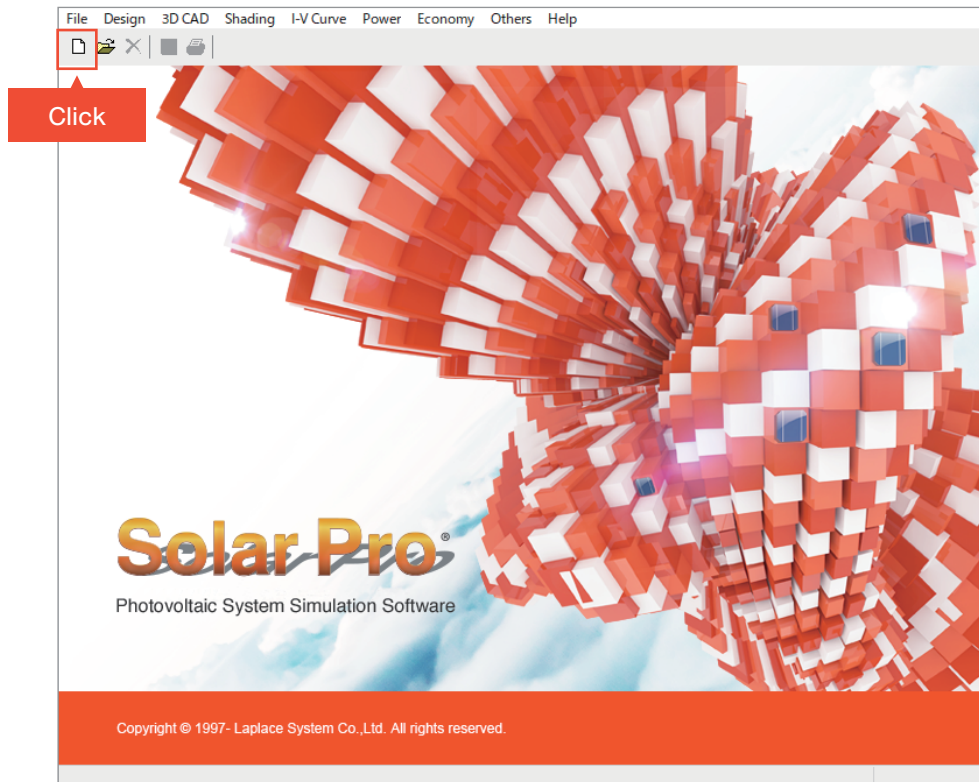 File Design 3D CAD Shading I-V Curve Power Economy Others Help
Click
Solar Pro®
Photovoltaic System Simulation Software
Copyright © 1997- Laplace System Co.,Ltd. All rights reserved.